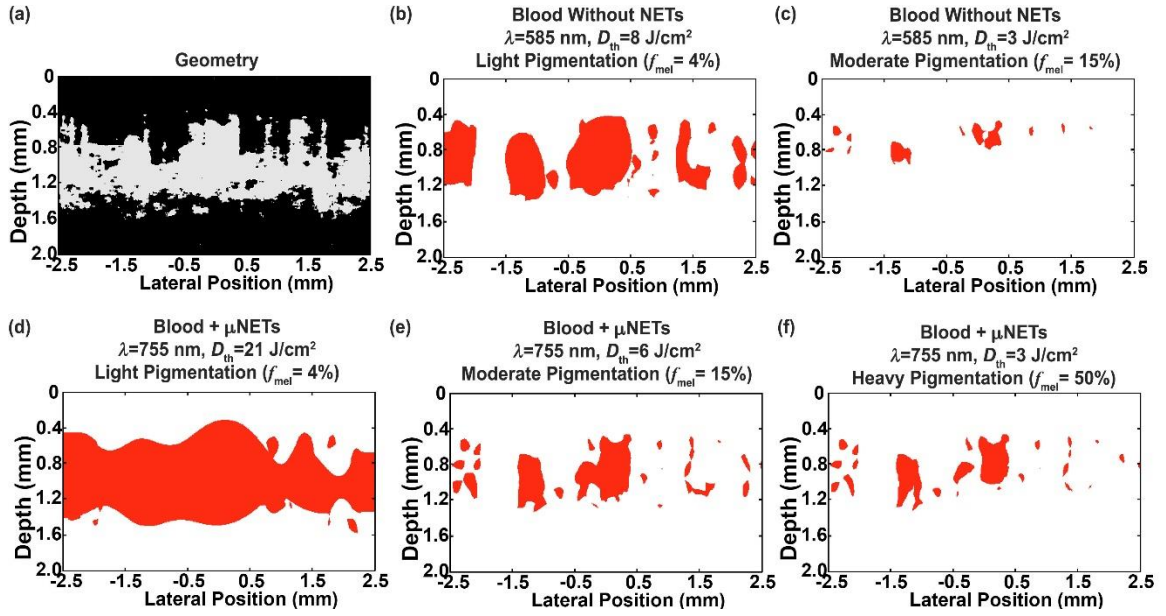 (a)
Geometry
0
0.4
0.8
1.2
1.6
2.0
Depth (mm)
-2.5 -1.5 -0.5 0.5 1.5 2.5
Lateral Position (mm)
(b)
Blood Without NETs
λ=585 nm, Dth=8 J/cm²
Light Pigmentation (fmel= 4%)
0
0.4
0.8
1.2
1.6
2.0
Depth (mm)
-2.5 -1.5 -0.5 0.5 1.5 2.5
Lateral Position (mm)
(c)
Blood Without NETs
λ=585 nm, Dth=3 J/cm²
Moderate Pigmentation (fmel= 15%)
0
0.4
0.8
1.2
1.6
2.0
Depth (mm)
-2.5 -1.5 -0.5 0.5 1.5 2.5
Lateral Position (mm)
(d)
Blood + μNETs
λ=755 nm, Dth=21 J/cm²
Light Pigmentation (fmel= 4%)
0
0.4
0.8
1.2
1.6
2.0
Depth (mm)
-2.5 -1.5 -0.5 0.5 1.5 2.5
Lateral Position (mm)
(e)
Blood + μNETs
λ=755 nm, Dth=6 J/cm²
Moderate Pigmentation (fmel= 15%)
0
0.4
0.8
1.2
1.6
2.0
Depth (mm)
-2.5 -1.5 -0.5 0.5 1.5 2.5
Lateral Position (mm)
(f)
Blood + μNETs
λ=755 nm, Dth=3 J/cm²
Heavy Pigmentation (fmel= 50%)
0
0.4
0.8
1.2
1.6
2.0
Depth (mm)
-2.5 -1.5 -0.5 0.5 1.5 2.5
Lateral Position (mm)